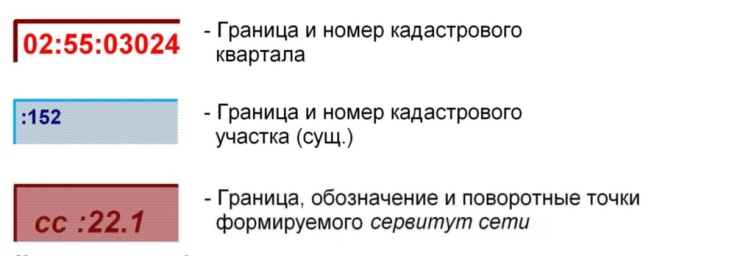 02:55:03024
- Граница и номер кадастрового
квартала
:152
- Граница и номер кадастрового
участка (сущ.)
сс :22.1
- Граница, обозначение и поворотные точки
формируемого сервитут сети